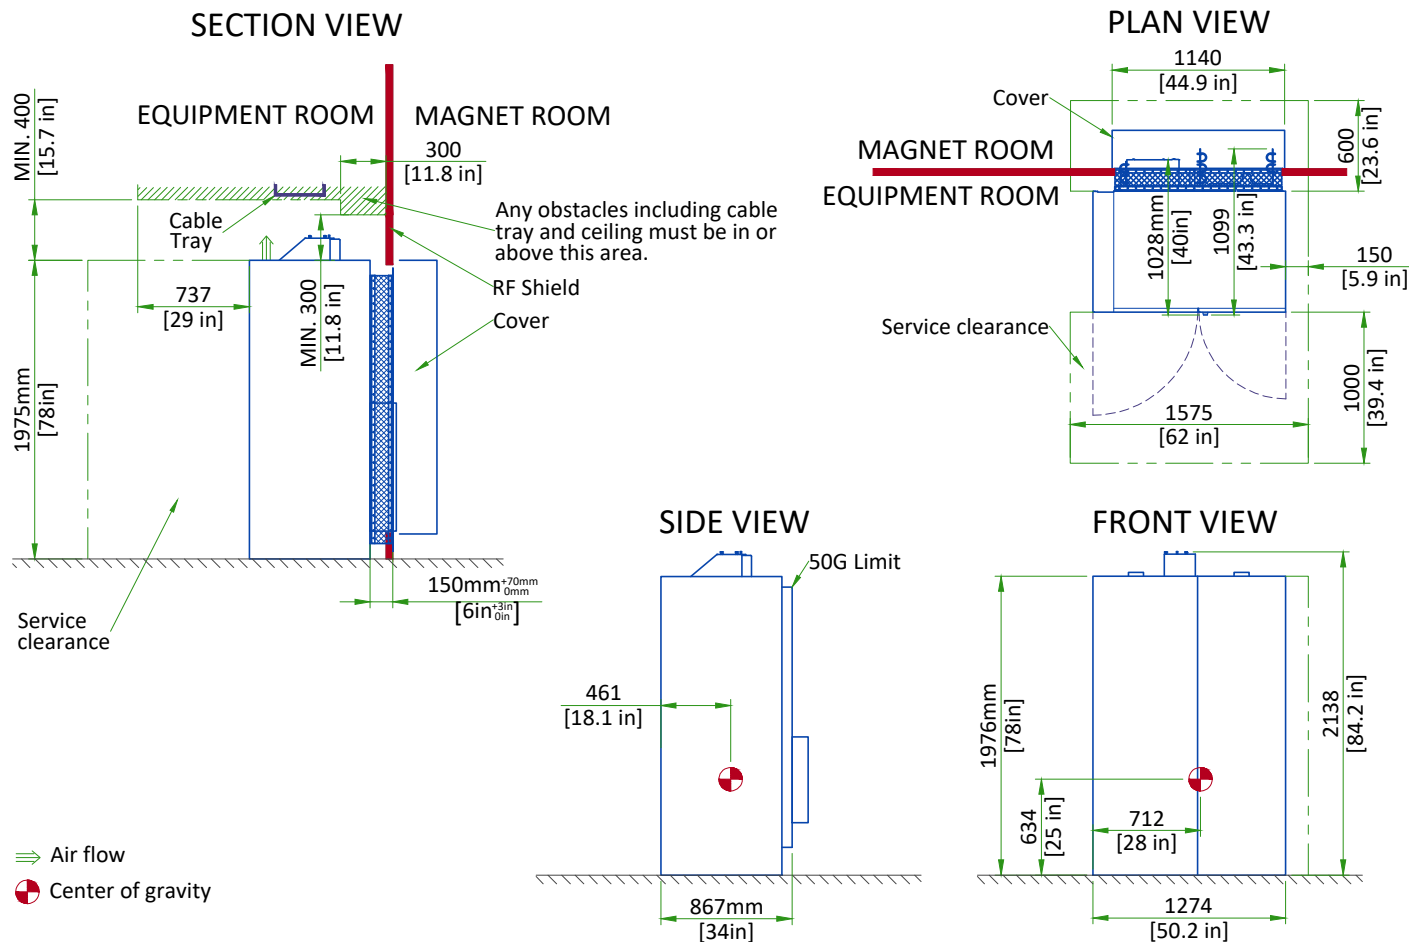 SECTION VIEW
EQUIPMENT ROOM
MAGNET ROOM
MIN. 400
[15.7 in]
300
[11.8 in]
Cable
Tray
Any obstacles including cable
tray and ceiling must be in or
above this area.
RF Shield
Cover
737
[29 in]
MIN. 300
[11.8 in]
1975mm
[78in]
150mm +70mm 0mm
[6in +3in 0in]
Service
clearance
Air flow
Center of gravity
PLAN VIEW
1140
[44.9 in]
Cover
MAGNET ROOM
EQUIPMENT ROOM
600
[23.6 in]
1028mm
[40in]
1099
[43.3 in]
150
[5.9 in]
Service clearance
1000
[39.4 in]
1575
[62 in]
SIDE VIEW
50G Limit
461
[18.1 in]
867mm
[34in]
FRONT VIEW
1976mm
[78in]
2138
[84.2 in]
634
[25 in]
712
[28 in]
1274
[50.2 in]